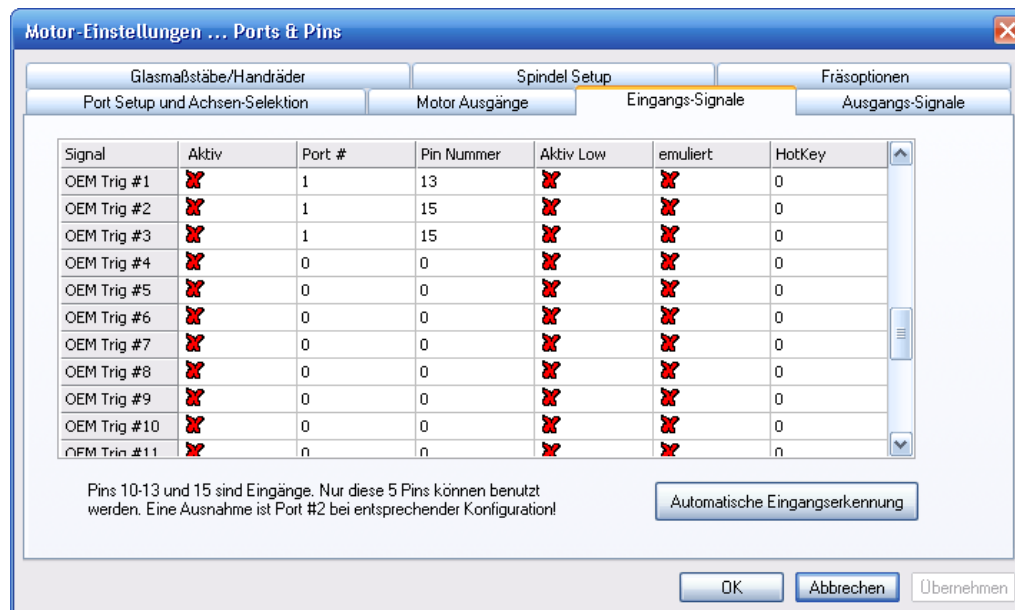 Motor-Einstellungen ... Ports & Pins
Glasmaßstäbe/Handräder Spindel Setup Fräsoptionen
Port Setup und Achsen-Selektion Motor Ausgänge Eingangs-Signale Ausgangs-Signale
Signal Aktiv Port # Pin Nummer Aktiv Low emuliert HotKey
OEM Trig #1 1 13 0
OEM Trig #2 1 15 0
OEM Trig #3 1 15 0
OEM Trig #4 0 0 0
OEM Trig #5 0 0 0
OEM Trig #6 0 0 0
OEM Trig #7 0 0 0
OEM Trig #8 0 0 0
OEM Trig #9 0 0 0
OEM Trig #10 0 0 0
OEM Trig #11 0 0 0
Pins 10-13 und 15 sind Eingänge. Nur diese 5 Pins können benutzt
werden. Eine Ausnahme ist Port #2 bei entsprechender Konfiguration!
Automatische Eingangserkennung
OK Abbrechen Übernehmen